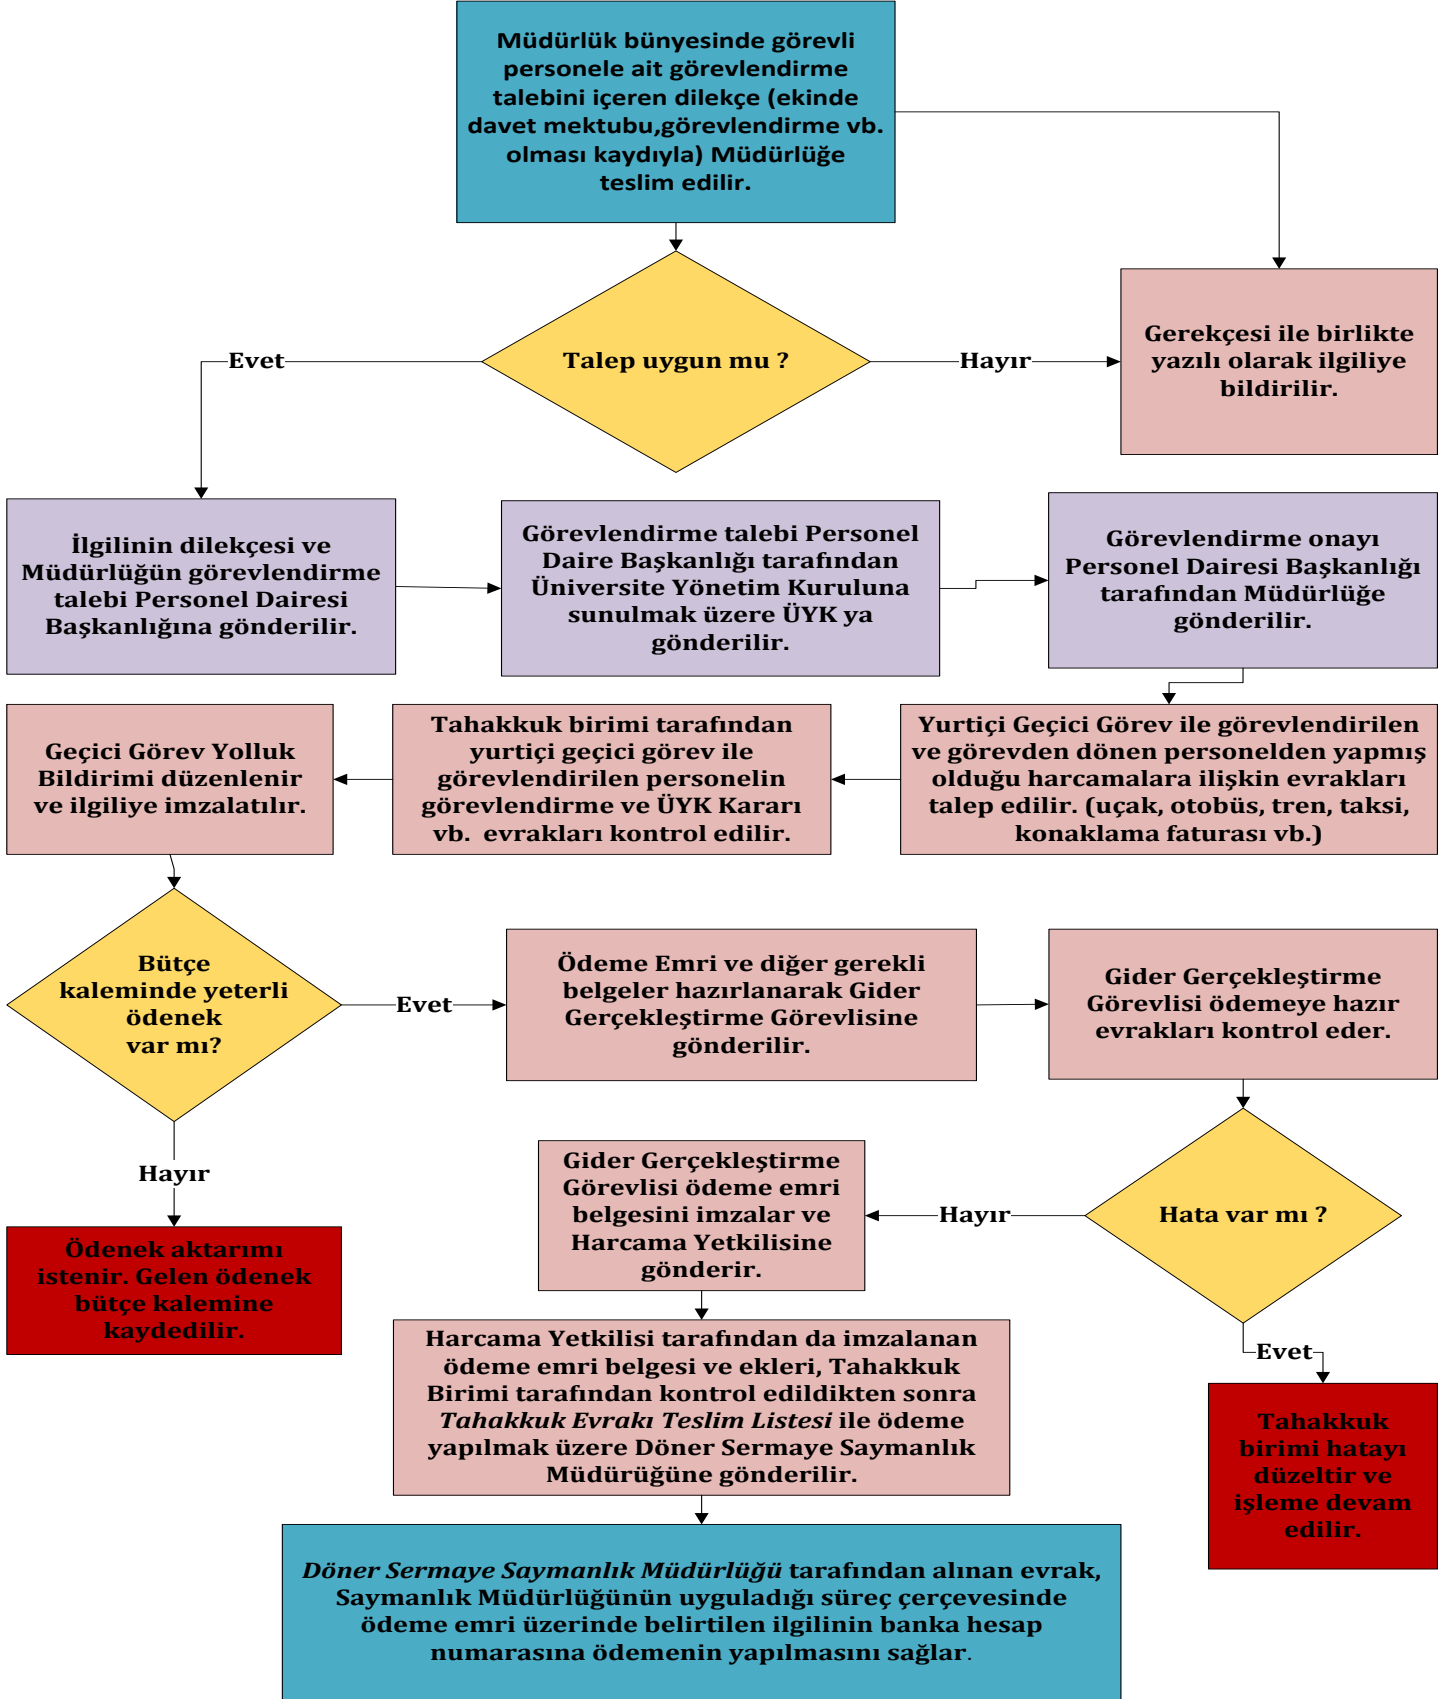 Müdürlük bünyesinde görevli
personele ait görevlendirme
talebini içeren dilekçe (ekinde
davet mektubu,görevlendirme vb.
olması kaydıyla) Müdürlüğe
teslim edilir.
Talep uygun mu ?
Evet
Hayır
Gerekçesi ile birlikte
yazılı olarak ilgiliye
bildirilir.
İlgilinin dilekçesi ve
Müdürlüğün görevlendirme
talebi Personel Dairesi
Başkanlığına gönderilir.
Görevlendirme talebi Personel
Daire Başkanlığı tarafından
Üniversite Yönetim Kuruluna
sunulmak üzere ÜYK ya
gönderilir.
Görevlendirme onayı
Personel Dairesi Başkanlığı
tarafından Müdürlüğe
gönderilir.
Yurtiçi Geçici Görev ile görevlendirilen
ve görevden dönen personelden yapmış
olduğu harcamalara ilişkin evrakları
talep edilir. (uçak, otobüs, tren, taksi,
konaklama faturası vb.)
Tahakkuk birimi tarafından
yurtiçi geçici görev ile
görevlendirilen personelin
görevlendirme ve ÜYK Kararı
vb. evrakları kontrol edilir.
Geçici Görev Yolluk
Bildirimi düzenlenir
ve ilgiliye imzalatılır.
Bütçe
kaleminde yeterli
ödenek
var mı?
Evet
Hayır
Ödenek aktarımı
istenir. Gelen ödenek
bütçe kalemine
kaydedilir.
Ödeme Emri ve diğer gerekli
belgeler hazırlanarak Gider
Gerçekleştirme Görevlisine
gönderilir.
Gider Gerçekleştirme
Görevlisi ödemeye hazır
evrakları kontrol eder.
Hata var mı ?
Hayır
Evet
Tahakkuk
birimi hatayı
düzeltir ve
işleme devam
edilir.
Gider Gerçekleştirme
Görevlisi ödeme emri
belgesini imzalar ve
Harcama Yetkilisine
gönderir.
Harcama Yetkilisi tarafından da imzalanan
ödeme emri belgesi ve ekleri, Tahakkuk
Birimi tarafından kontrol edildikten sonra
Tahakkuk Evrakı Teslim Listesi ile ödeme
yapılmak üzere Döner Sermaye Saymanlık
Müdürüğüne gönderilir.
Döner Sermaye Saymanlık Müdürlüğü tarafından alınan evrak,
Saymanlık Müdürlüğünün uyguladığı süreç çerçevesinde
ödeme emri üzerinde belirtilen ilgilinin banka hesap
numarasına ödemenin yapılmasını sağlar.